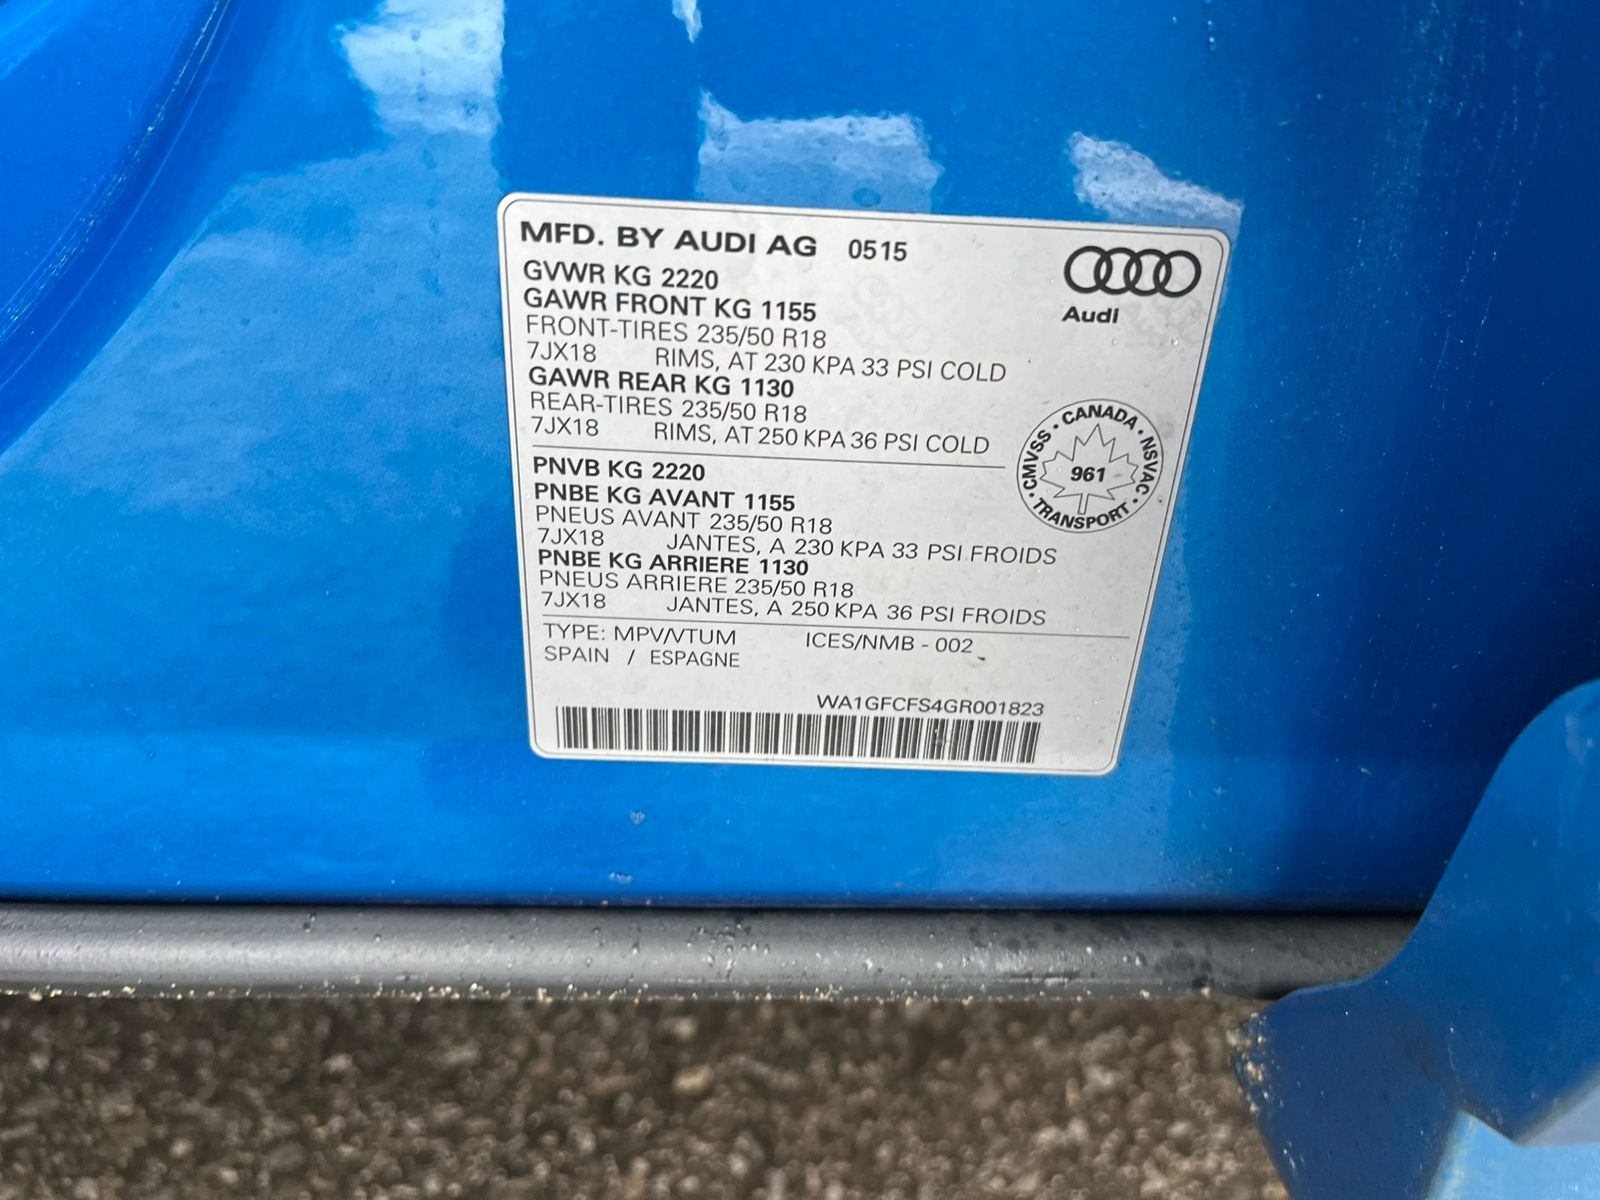 MFD. BY AUDI AG 0515
Audi
GVWR KG 2220
GAWR FRONT KG 1155
FRONT-TIRES 235/50 R18
7JX18 RIMS, AT 230 KPA 33 PSI COLD
GAWR REAR KG 1130
REAR-TIRES 235/50 R18
7JX18 RIMS, AT 250 KPA 36 PSI COLD
CMVSS · CANADA · NSVAC · TRANSPORT ·
961
PNVB KG 2220
PNBE KG AVANT 1155
PNEUS AVANT 235/50 R18
7JX18 JANTES, A 230 KPA 33 PSI FROIDS
PNBE KG ARRIERE 1130
PNEUS ARRIERE 235/50 R18
7JX18 JANTES, A 250 KPA 36 PSI FROIDS
TYPE: MPV/VTUM ICES/NMB - 002
SPAIN / ESPAGNE
WA1GFCFS4GR001823